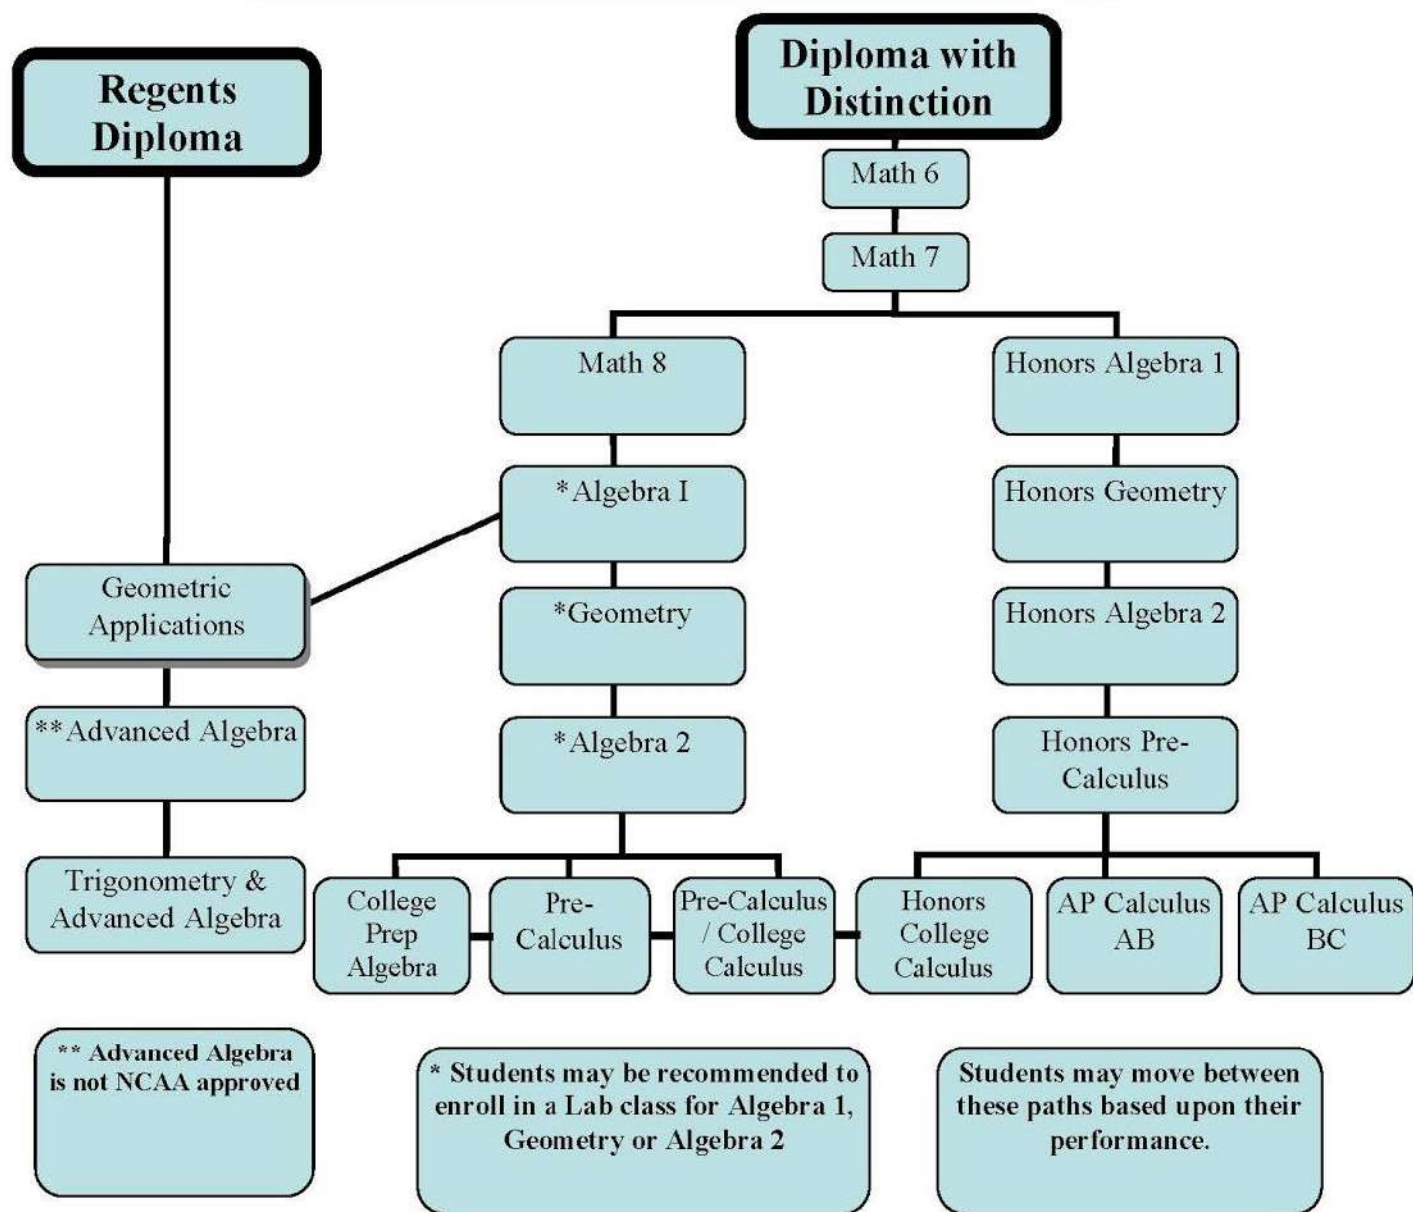 Regents
Diploma
Diploma with
Distinction
Math 6
Math 7
Math 8
Honors Algebra 1
*Algebra I
Honors Geometry
Geometric
Applications
*Geometry
Honors Algebra 2
**Advanced Algebra
*Algebra 2
Honors Pre-
Calculus
Trigonometry &
Advanced Algebra
College
Prep
Algebra
Pre-
Calculus
Pre-Calculus
/ College
Calculus
Honors
College
Calculus
AP Calculus
AB
AP Calculus
BC
** Advanced Algebra
is not NCAA approved
* Students may be recommended to
enroll in a Lab class for Algebra 1,
Geometry or Algebra 2
Students may move between
these paths based upon their
performance.